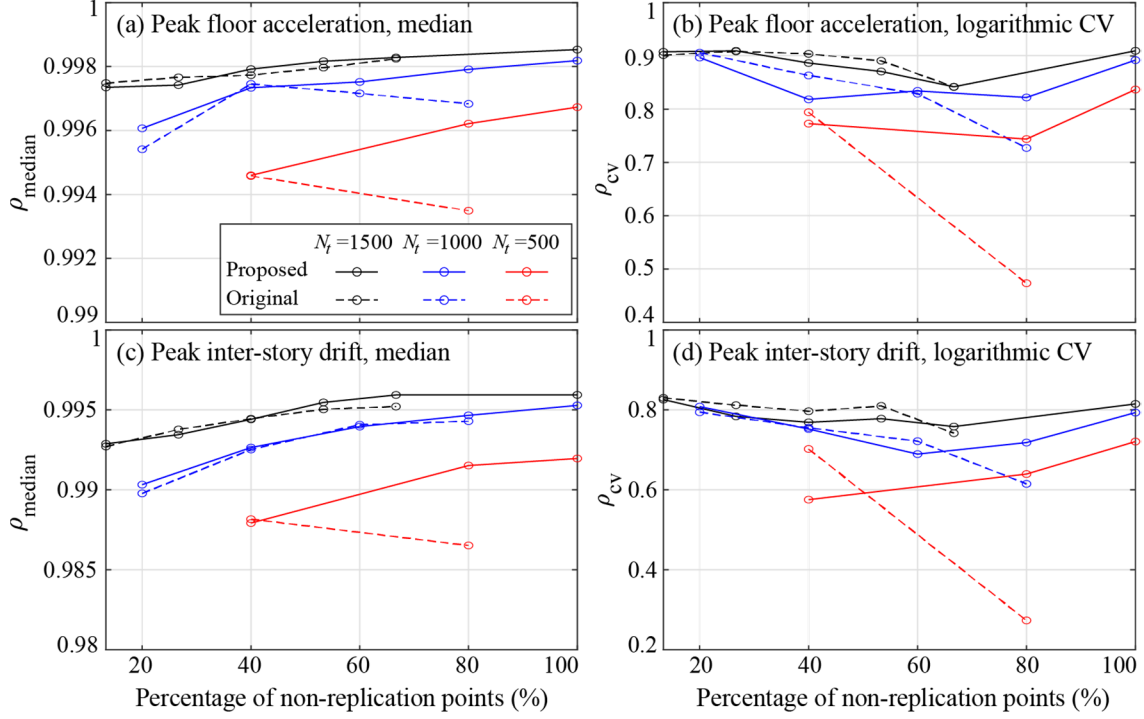 (a) Peak floor acceleration, median
1
0.998
0.996
0.994
0.992
0.99
ρmedian
Nt =1500 Nt =1000 Nt =500
Proposed
Original
(b) Peak floor acceleration, logarithmic CV
1
0.9
0.8
0.7
0.6
0.5
0.4
ρcv
(c) Peak inter-story drift, median
1
0.995
0.99
0.985
0.98
ρmedian
20 40 60 80 100
Percentage of non-replication points (%)
(d) Peak inter-story drift, logarithmic CV
1
0.8
0.6
0.4
0.2
ρcv
20 40 60 80 100
Percentage of non-replication points (%)